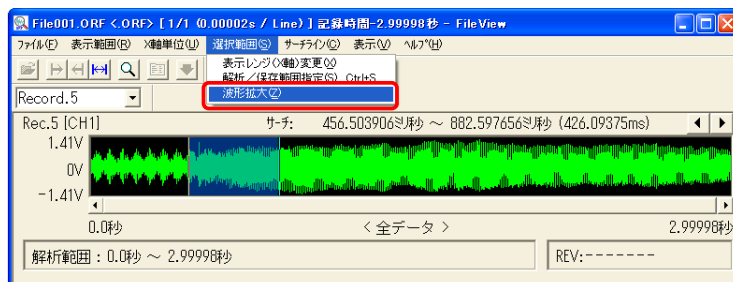 File001.ORF <.ORF> [ 1/1 (0.00002s / Line) ] 記録時間-2.99998秒 - FileView
ファイル(F) 表示範囲(R) X軸単位(U) 選択範囲(S) サーチライン(C) 表示(V) ヘルプ(H)
表示レンジ(X軸)変更(X)
解析/保存範囲指定(S) Ctrl+S
波形拡大(Z)
Record.5
Rec.5 [CH1] サーチ: 456.503906ミリ秒 ~ 882.597656ミリ秒 (426.09375ms)
1.41V
0V
-1.41V
0.0秒 <全データ> 2.99998秒
解析範囲:0.0秒 ~ 2.99998秒 REV:-------